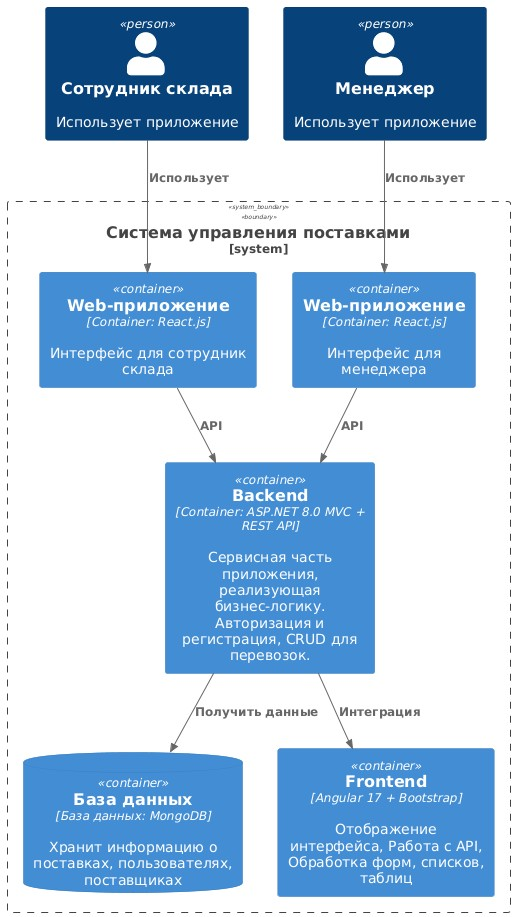 «person»
Сотрудник склада
Использует приложение
«person»
Менеджер
Использует приложение
Использует
Использует
«system_boundary»
«boundary»
Система управления поставками
[system]
«container»
Web-приложение
[Container: React.js]
Интерфейс для сотрудник
склада
«container»
Web-приложение
[Container: React.js]
Интерфейс для
менеджера
API
API
«container»
Backend
[Container: ASP.NET 8.0 MVC +
REST API]
Сервисная часть
приложения,
реализующая
бизнес-логику.
Авторизация и
регистрация, CRUD для
перевозок.
Получить данные
Интеграция
«container»
База данных
[База данных: MongoDB]
Хранит информацию о
поставках, пользователях,
поставщиках
«container»
Frontend
[Angular 17 + Bootstrap]
Отображение
интерфейса, Работа с API,
Обработка форм, списков,
таблиц